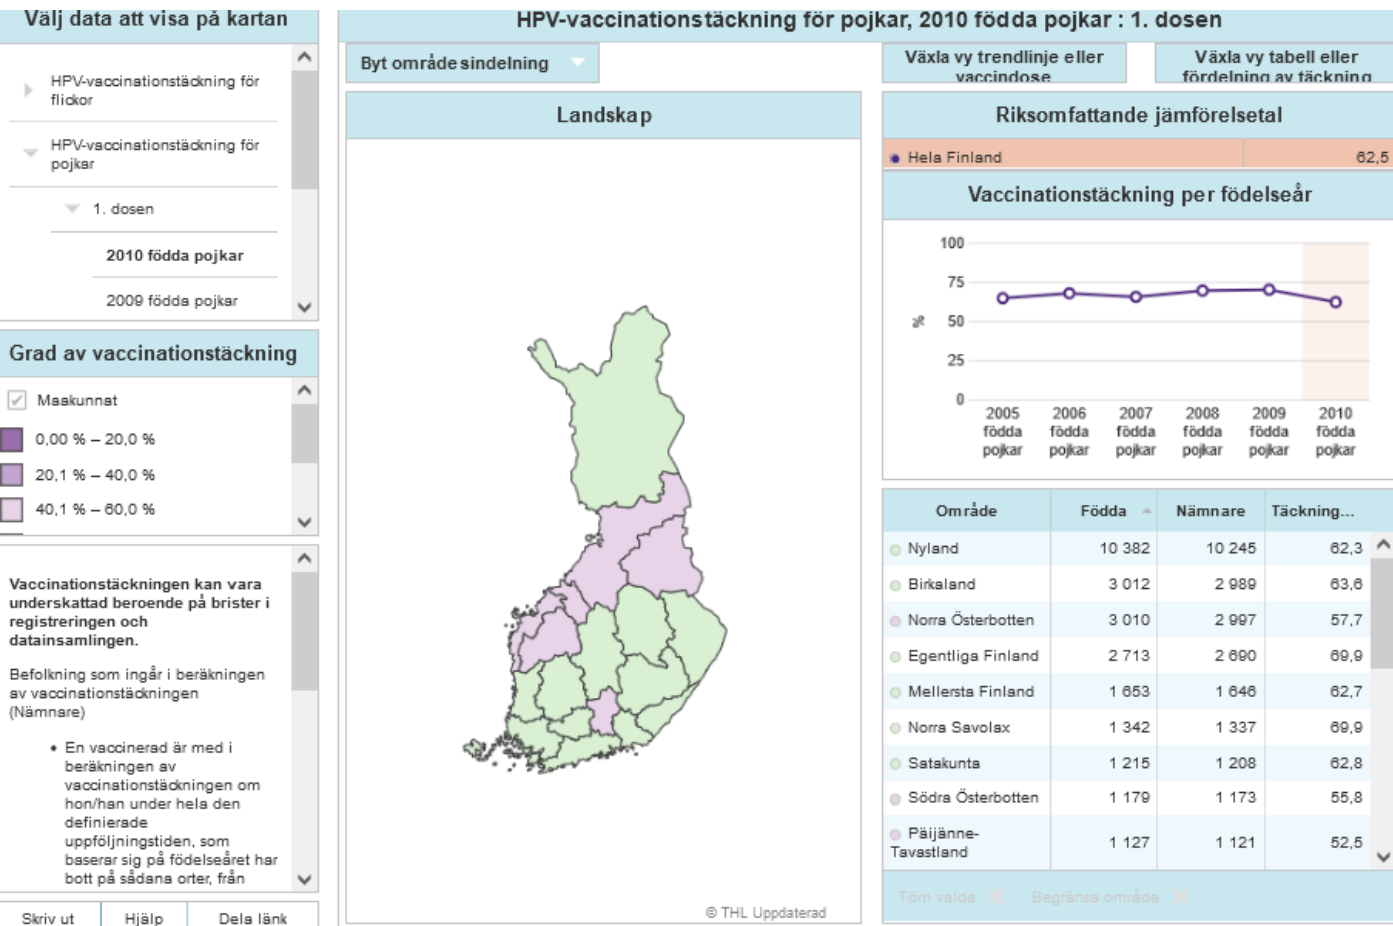 Välj data att visa på kartan
HPV-vaccinationstäckning för
flickor
HPV-vaccinationstäckning för
pojkar
1. dosen
2010 födda pojkar
2009 födda pojkar
Grad av vaccinationstäckning
Maakunnat
0,00 % – 20,0 %
20,1 % – 40,0 %
40,1 % – 60,0 %
Vaccinationstäckningen kan vara
underskattad beroende på brister i
registreringen och
datainsamlingen.
Befolkning som ingår i beräkningen
av vaccinationstäckningen
(Nämnare)
• En vaccinerad är med i
beräkningen av
vaccinationstäckningen om
hon/han under hela den
definierade
uppföljningstiden, som
baserar sig på födelseåret har
bott på sådana orter, från
Skriv ut Hjälp Dela länk
HPV-vaccinationstäckning för pojkar, 2010 födda pojkar : 1. dosen
Byt områdesindelning
Växla vy trendlinje eller
vaccindose
Växla vy tabell eller
fördelning av täckning
Landskap
© THL Uppdaterad
Riksomfattande jämförelsetal
Hela Finland 62,5
Vaccinationstäckning per födelseår
100
75
50
25
0
%
2005 2006 2007 2008 2009 2010
födda födda födda födda födda födda
pojkar pojkar pojkar pojkar pojkar pojkar
Område Födda Nämnare Täckning...
Nyland 10 382 10 245 62,3
Birkaland 3 012 2 989 63,6
Norra Österbotten 3 010 2 997 57,7
Egentliga Finland 2 713 2 690 69,9
Mellersta Finland 1 653 1 646 62,7
Norra Savolax 1 342 1 337 69,9
Satakunta 1 215 1 208 62,8
Södra Österbotten 1 179 1 173 55,8
Päijänne-
Tavastland 1 127 1 121 52,5
Töm valda Begränsa område